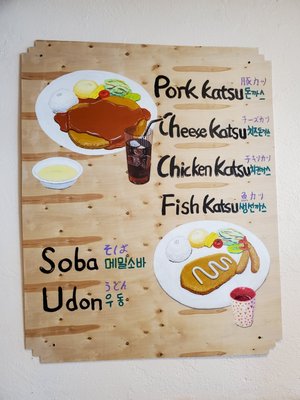 Pork Katsu 豚カツ
돈까스
Cheese Katsu チーズカツ
치즈돈까스
Chicken Katsu チキンカツ
치킨까스
Fish Katsu 魚カツ
생선까스
Soba そば
메밀소바
Udon うどん
우동